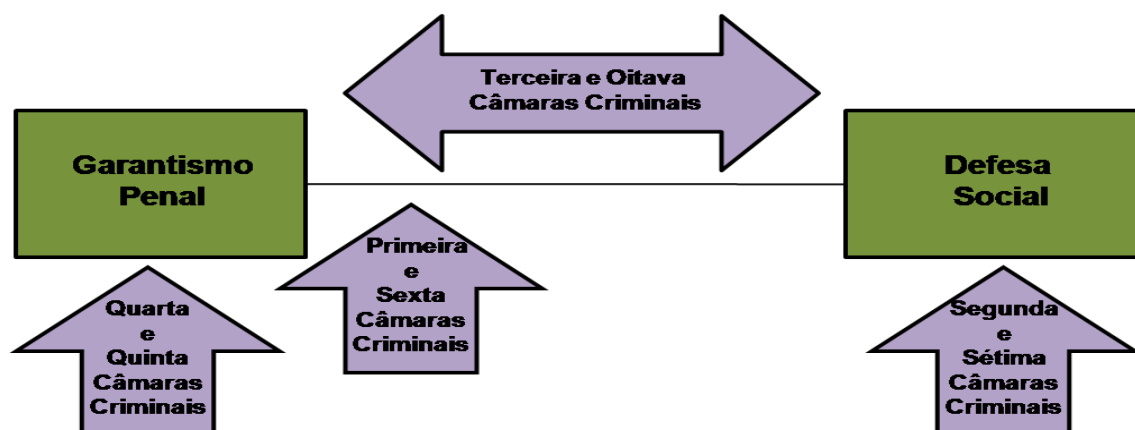 Terceira e Oitava
Câmaras Criminais
Garantismo
Penal
Defesa
Social
Primeira
e
Sexta
Câmaras
Criminais
Quarta
e
Quinta
Câmaras
Criminais
Segunda
e
Sétima
Câmaras
Criminais